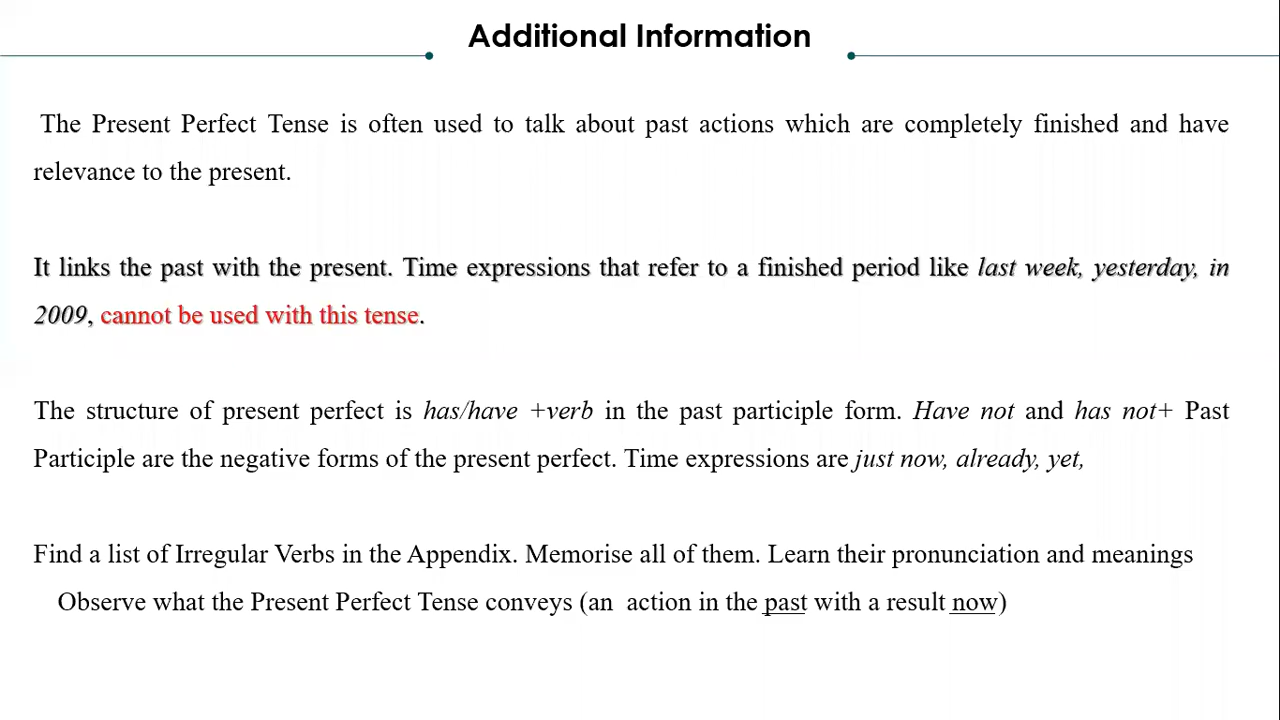 Additional Information
The Present Perfect Tense is often used to talk about past actions which are completely finished and have
relevance to the present.
It links the past with the present. Time expressions that refer to a finished period like last week, yesterday, in
2009, cannot be used with this tense.
The structure of present perfect is has/have +verb in the past participle form. Have not and has not+ Past
Participle are the negative forms of the present perfect. Time expressions are just now, already, yet,
Find a list of Irregular Verbs in the Appendix. Memorise all of them. Learn their pronunciation and meanings
Observe what the Present Perfect Tense conveys (an action in the past with a result now)